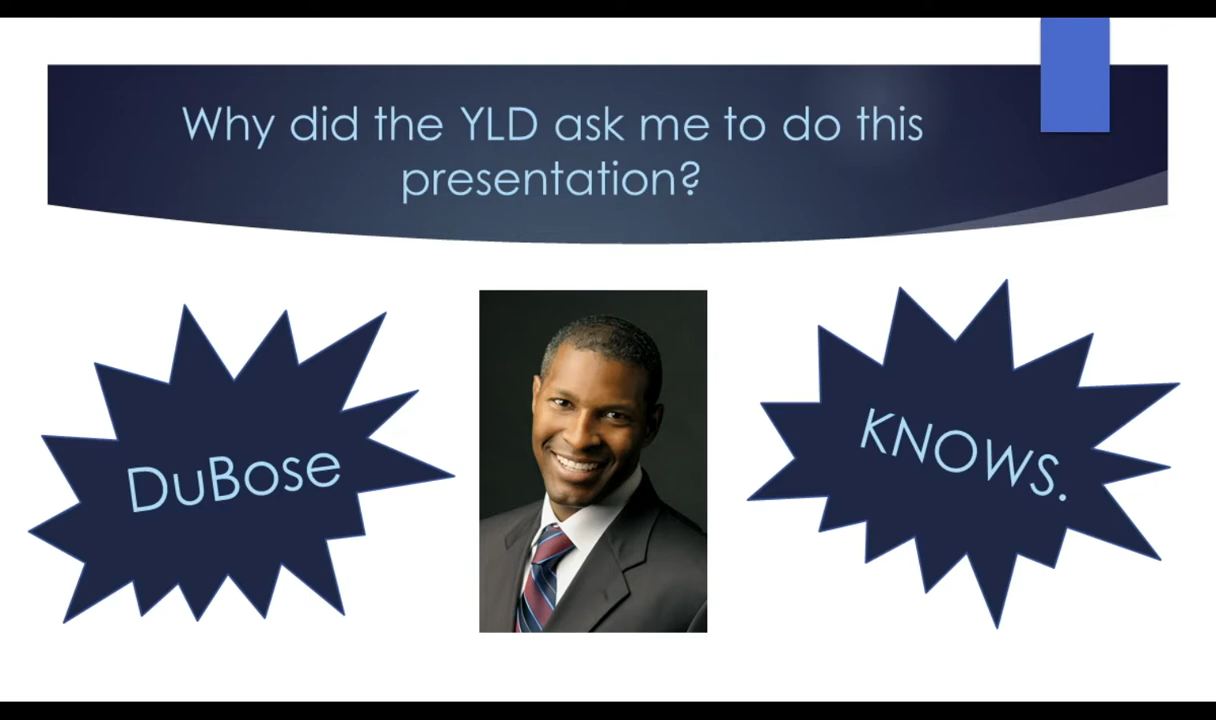 Why did the YLD ask me to do this
presentation?
DuBose
KNOWS.